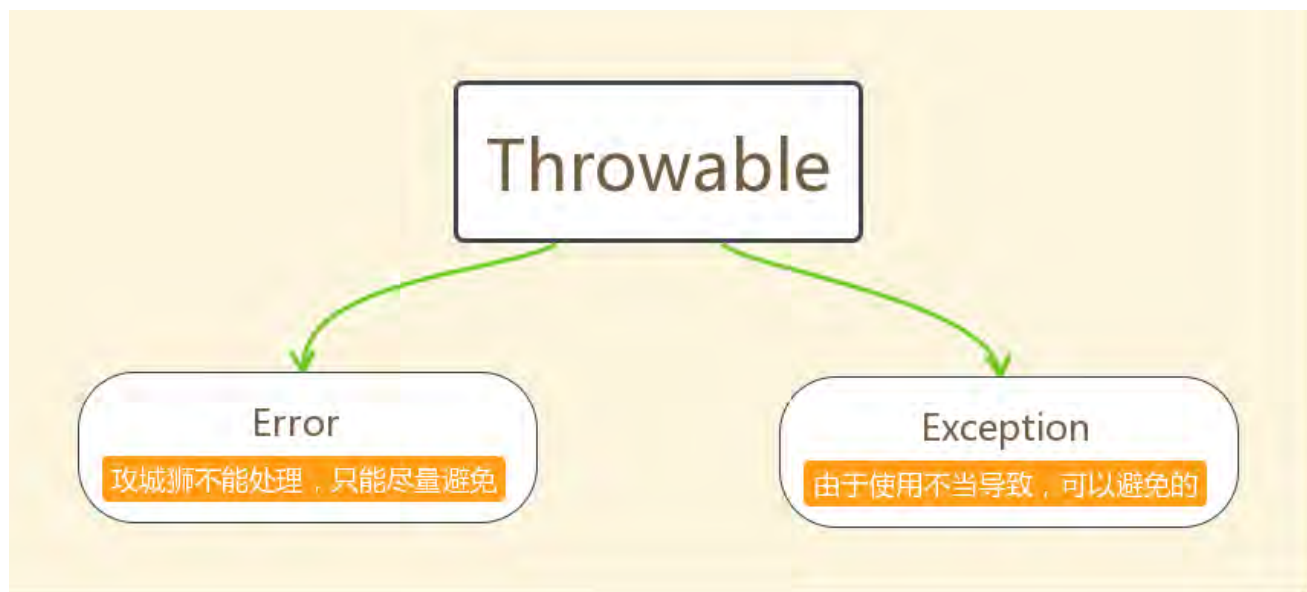 Throwable
Error
攻城狮不能处理，只能尽量避免
Exception
由于使用不当导致，可以避免的